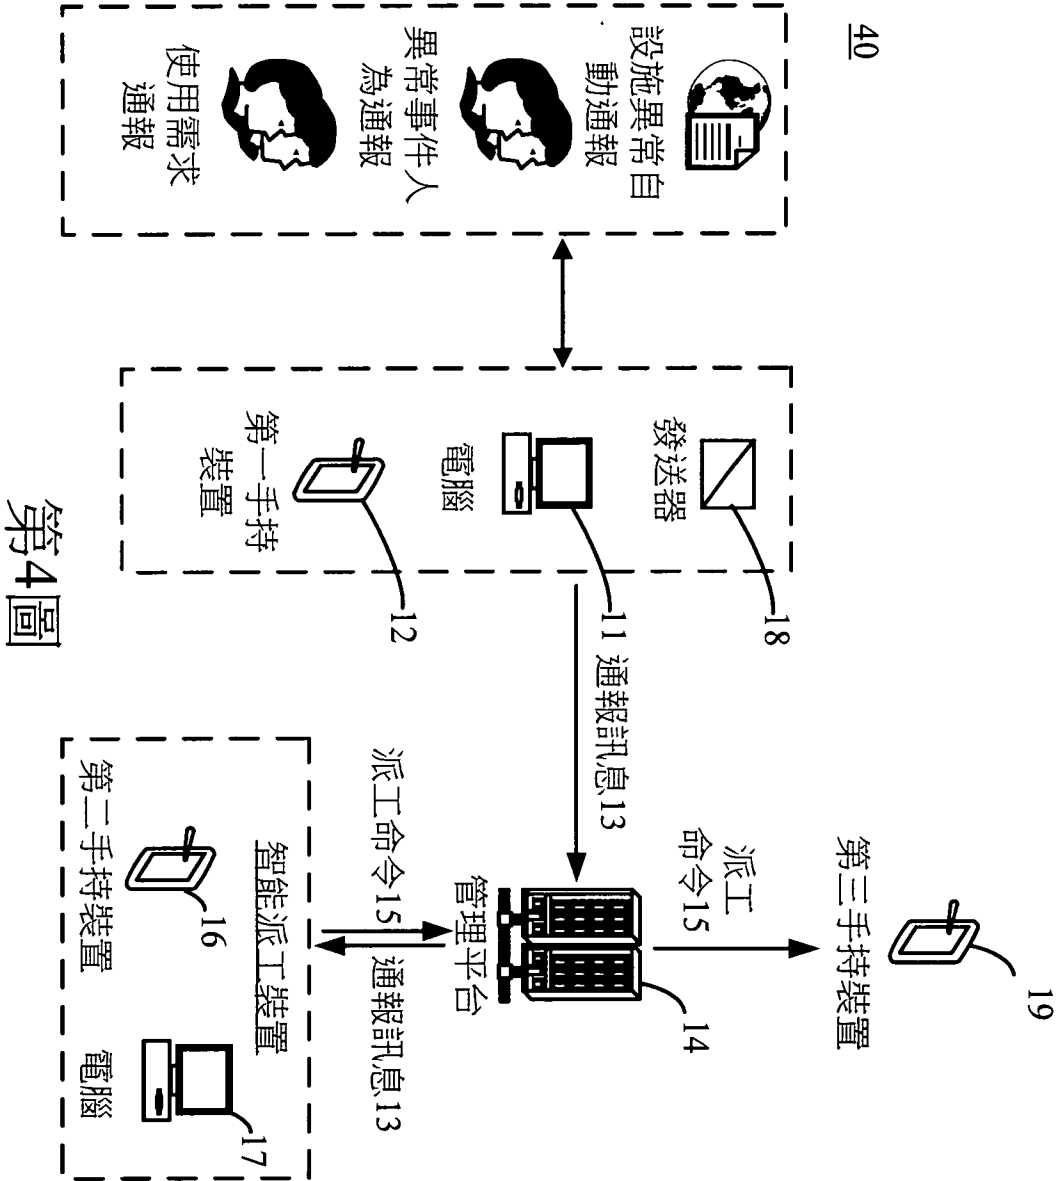 40
設施異常自
動通報
異常事件人
為通報
使用需求
通報
18
發送器
11
電腦
12
第一手持
裝置
通報訊息13
19
第三手持裝置
派工
命令15
14
管理平台
派工命令15
通報訊息13
智能派工裝置
16
第二手持裝置
17
電腦
第4圖